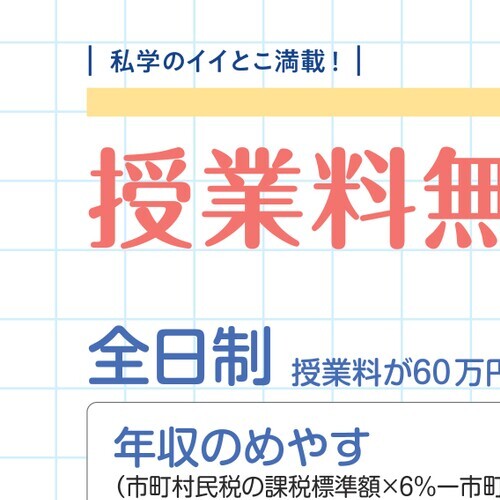 | 私学のイイとこ満載！ |
授業料無
全日制 授業料が60万円
年収のめやす
（市町村民税の課税標準額×6％ー市町